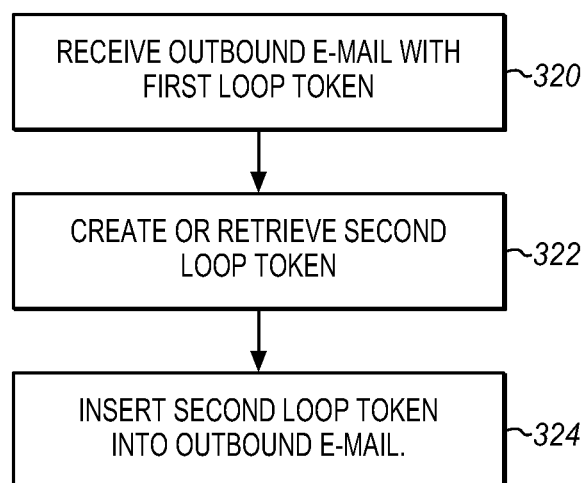 RECEIVE OUTBOUND E-MAIL WITH
FIRST LOOP TOKEN
320
CREATE OR RETRIEVE SECOND
LOOP TOKEN
322
INSERT SECOND LOOP TOKEN
INTO OUTBOUND E-MAIL.
324